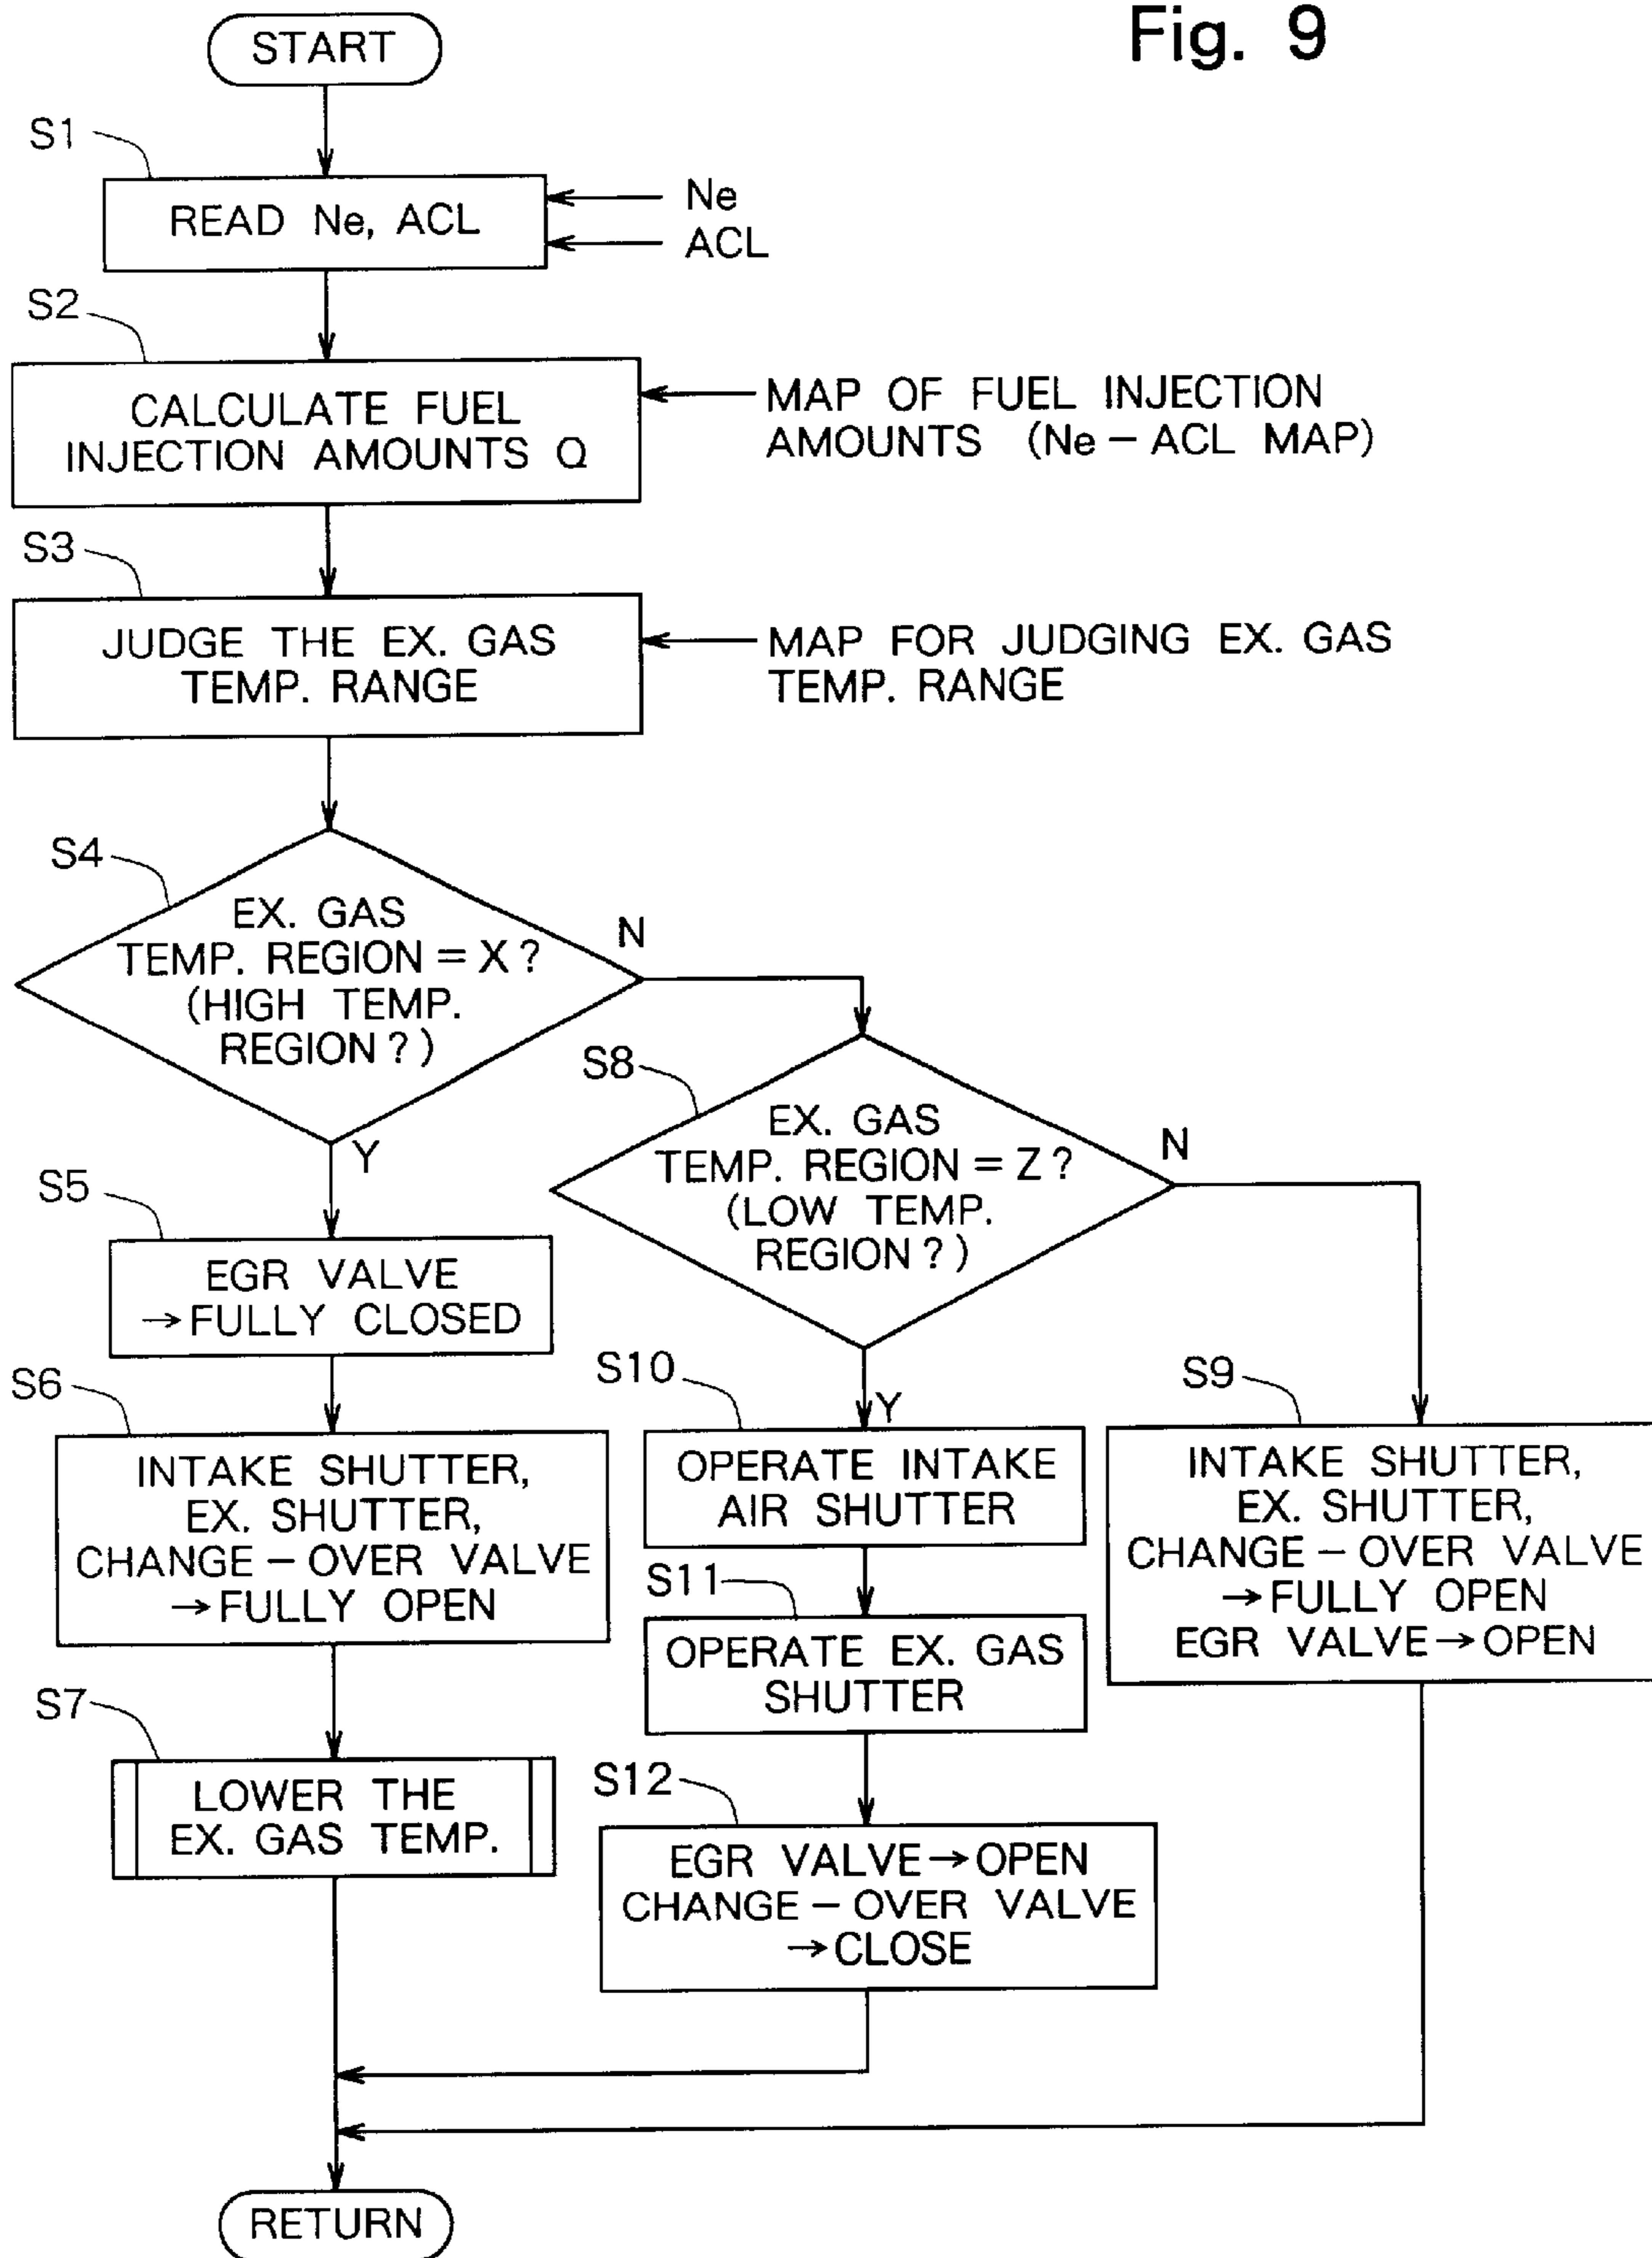 Fig. 9
START
S1
READ Ne, ACL
Ne
ACL
S2
CALCULATE FUEL
INJECTION AMOUNTS Q
MAP OF FUEL INJECTION
AMOUNTS (Ne – ACL MAP)
S3
JUDGE THE EX. GAS
TEMP. RANGE
MAP FOR JUDGING EX. GAS
TEMP. RANGE
S4
EX. GAS
TEMP. REGION = X ?
(HIGH TEMP.
REGION ? )
N
Y
S8
EX. GAS
TEMP. REGION = Z ?
(LOW TEMP.
REGION ? )
N
Y
S5
EGR VALVE
→ FULLY CLOSED
S6
INTAKE SHUTTER,
EX. SHUTTER,
CHANGE – OVER VALVE
→ FULLY OPEN
S7
LOWER THE
EX. GAS TEMP.
S10
OPERATE INTAKE
AIR SHUTTER
S11
OPERATE EX. GAS
SHUTTER
S12
EGR VALVE → OPEN
CHANGE – OVER VALVE
→ CLOSE
S9
INTAKE SHUTTER,
EX. SHUTTER,
CHANGE – OVER VALVE
→ FULLY OPEN
EGR VALVE → OPEN
RETURN